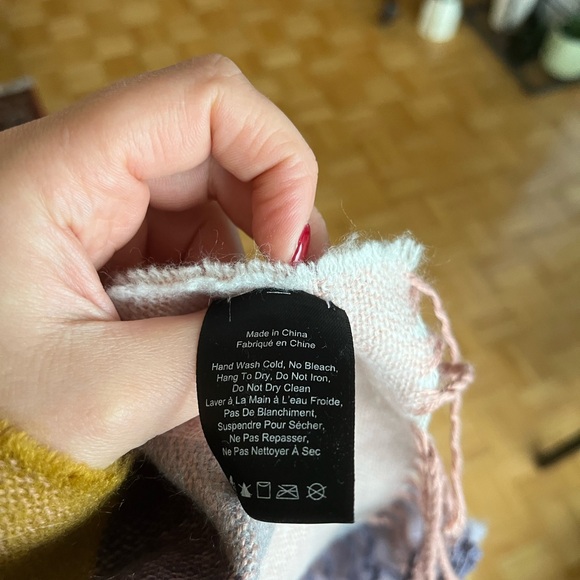 Made in China
Fabriqué en Chine
Hand Wash Cold, No Bleach,
Hang To Dry, Do Not Iron,
Do Not Dry Clean
Laver à La Main à L'eau Froide,
Pas De Blanchiment,
Suspendre Pour Sécher,
Ne Pas Repasser,
Ne Pas Nettoyer À Sec